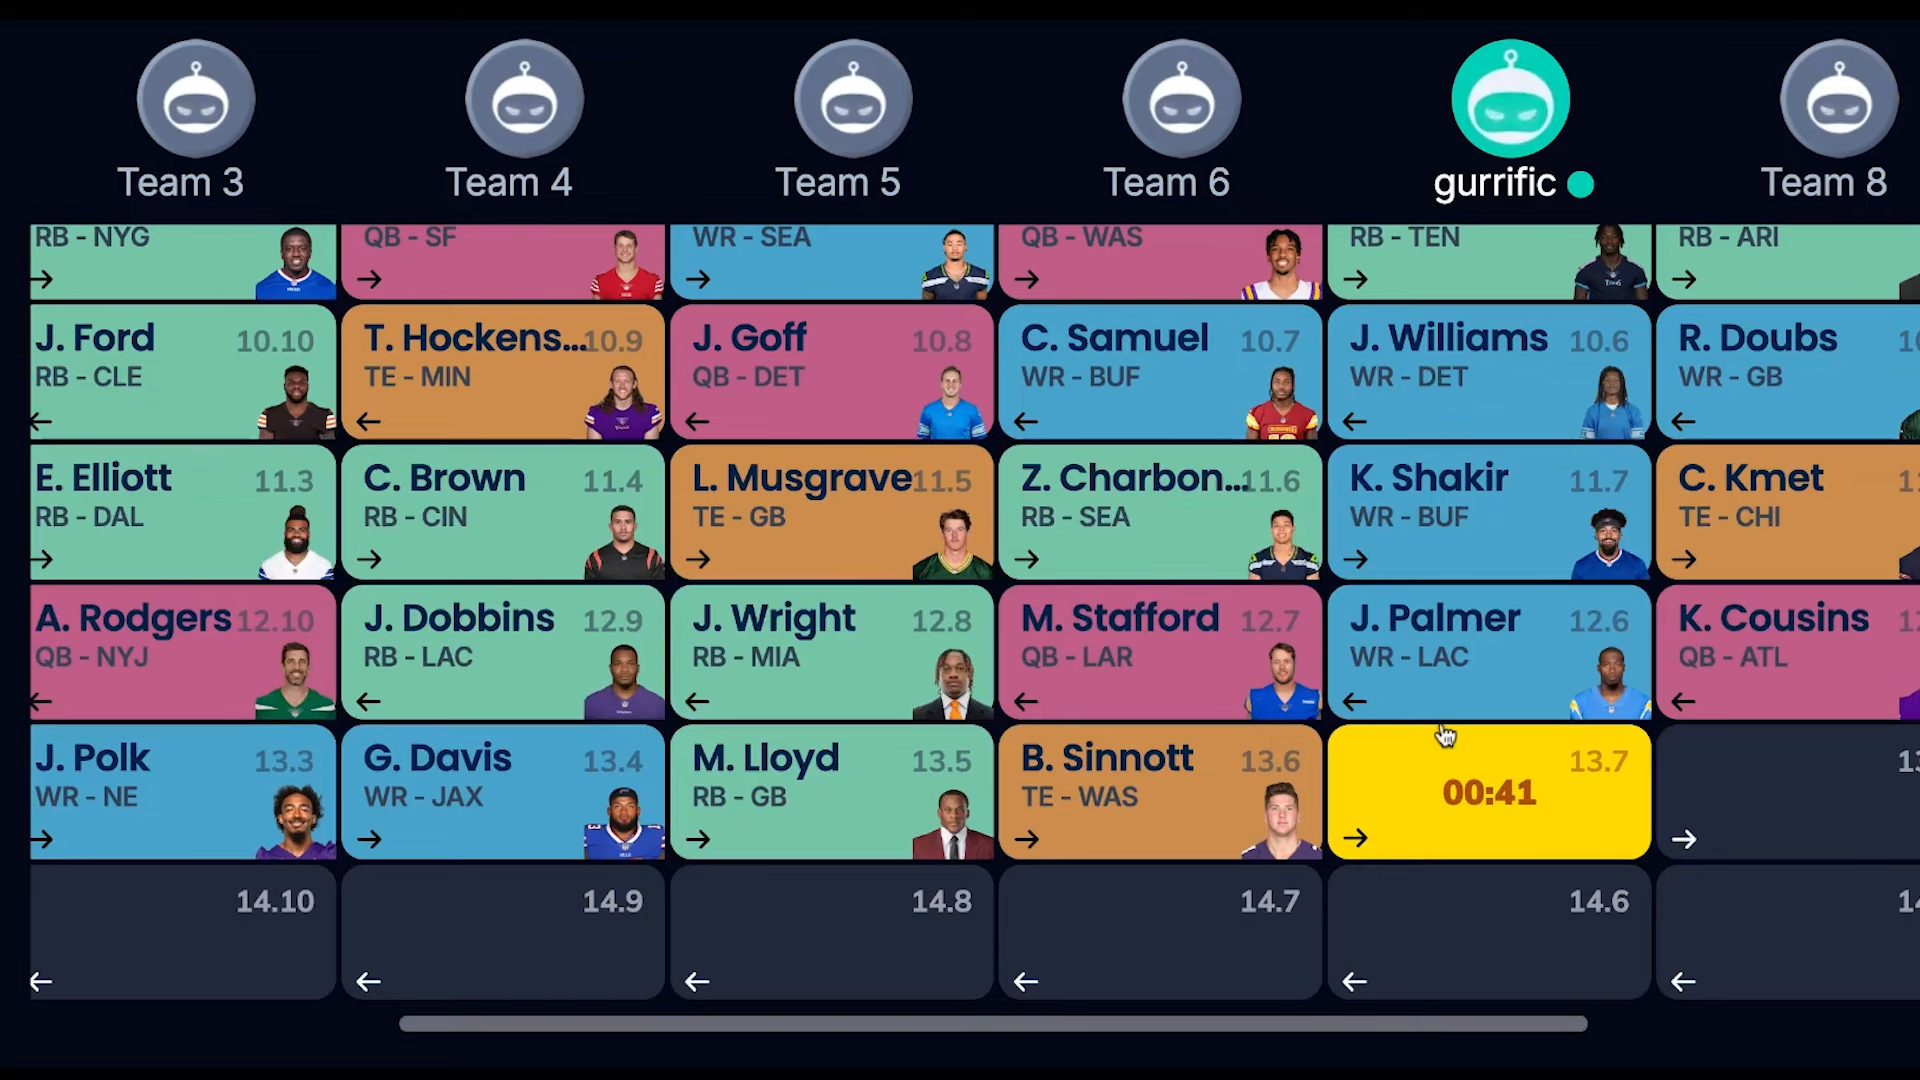 Team 3
Team 4
Team 5
Team 6
gurrific
Team 8
RB - NYG
QB - SF
WR - SEA
QB - WAS
RB - TEN
RB - ARI
J. Ford 10.10
RB - CLE
T. Hockens... 10.9
TE - MIN
J. Goff 10.8
QB - DET
C. Samuel 10.7
WR - BUF
J. Williams 10.6
WR - DET
R. Doubs
WR - GB
E. Elliott 11.3
RB - DAL
C. Brown 11.4
RB - CIN
L. Musgrave 11.5
TE - GB
Z. Charbon... 11.6
RB - SEA
K. Shakir 11.7
WR - BUF
C. Kmet
TE - CHI
A. Rodgers 12.10
QB - NYJ
J. Dobbins 12.9
RB - LAC
J. Wright 12.8
RB - MIA
M. Stafford 12.7
QB - LAR
J. Palmer 12.6
WR - LAC
K. Cousins
QB - ATL
J. Polk 13.3
WR - NE
G. Davis 13.4
WR - JAX
M. Lloyd 13.5
RB - GB
B. Sinnott 13.6
TE - WAS
13.7
00:41
14.10
14.9
14.8
14.7
14.6